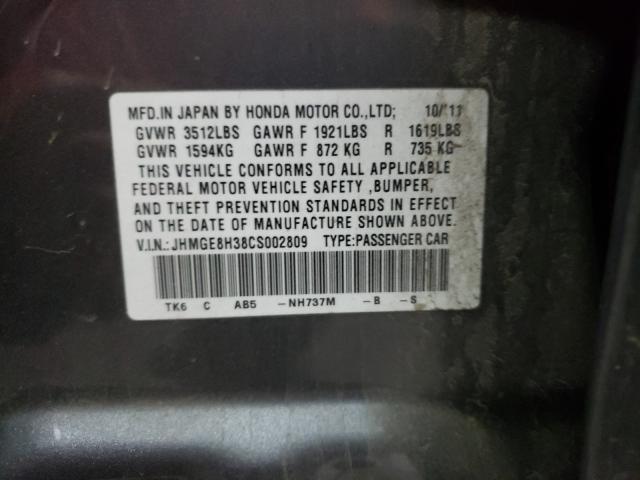 MFD.IN JAPAN BY HONDA MOTOR CO.,LTD; 10/'11
GVWR 3512LBS GAWR F 1921LBS R 1619LBS
GVWR 1594KG GAWR F 872 KG R 735 KG
THIS VEHICLE CONFORMS TO ALL APPLICABLE
FEDERAL MOTOR VEHICLE SAFETY ,BUMPER,
AND THEFT PREVENTION STANDARDS IN EFFECT
ON THE DATE OF MANUFACTURE SHOWN ABOVE.
V.I.N.: JHMGE8H38CS002809 TYPE:PASSENGER CAR
TK6 C AB5 -NH737M -B -S